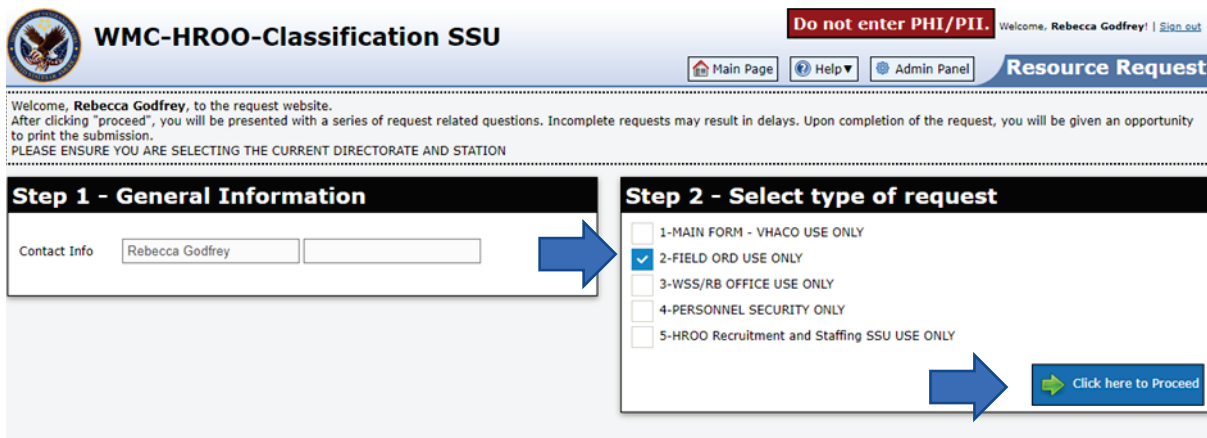 WMC-HROO-Classification SSU
Do not enter PHI/PII.
Welcome, Rebecca Godfrey! | Sign out
Main Page
Help▼
Admin Panel
Resource Request
Welcome, Rebecca Godfrey, to the request website.
After clicking "proceed", you will be presented with a series of request related questions. Incomplete requests may result in delays. Upon completion of the request, you will be given an opportunity
to print the submission.
PLEASE ENSURE YOU ARE SELECTING THE CURRENT DIRECTORATE AND STATION
Step 1 - General Information
Contact Info
Rebecca Godfrey
Step 2 - Select type of request
1-MAIN FORM - VHACO USE ONLY
2-FIELD ORD USE ONLY
3-WSS/RB OFFICE USE ONLY
4-PERSONNEL SECURITY ONLY
5-HROO Recruitment and Staffing SSU USE ONLY
Click here to Proceed